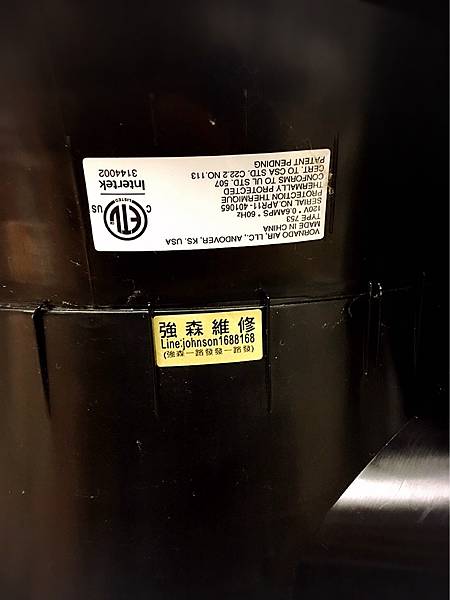 VORNADO AIR, LLC., ANDOVER, KS. USA
MADE IN CHINA
TYPE 753
120V * 0.6AMPS * 60Hz
SERIAL NO. APR11-401065
PROTECTION THERMIQUE
THERMALLY PROTECTED
CONFORMS TO UL STD. 507
CERT. TO CSA STD. C22.2 NO.113
PATENT PENDING
C US
ETL
LISTED
3144002
Intertek
強森維修
Line:johnson1688168
(強森一路發發一路發)